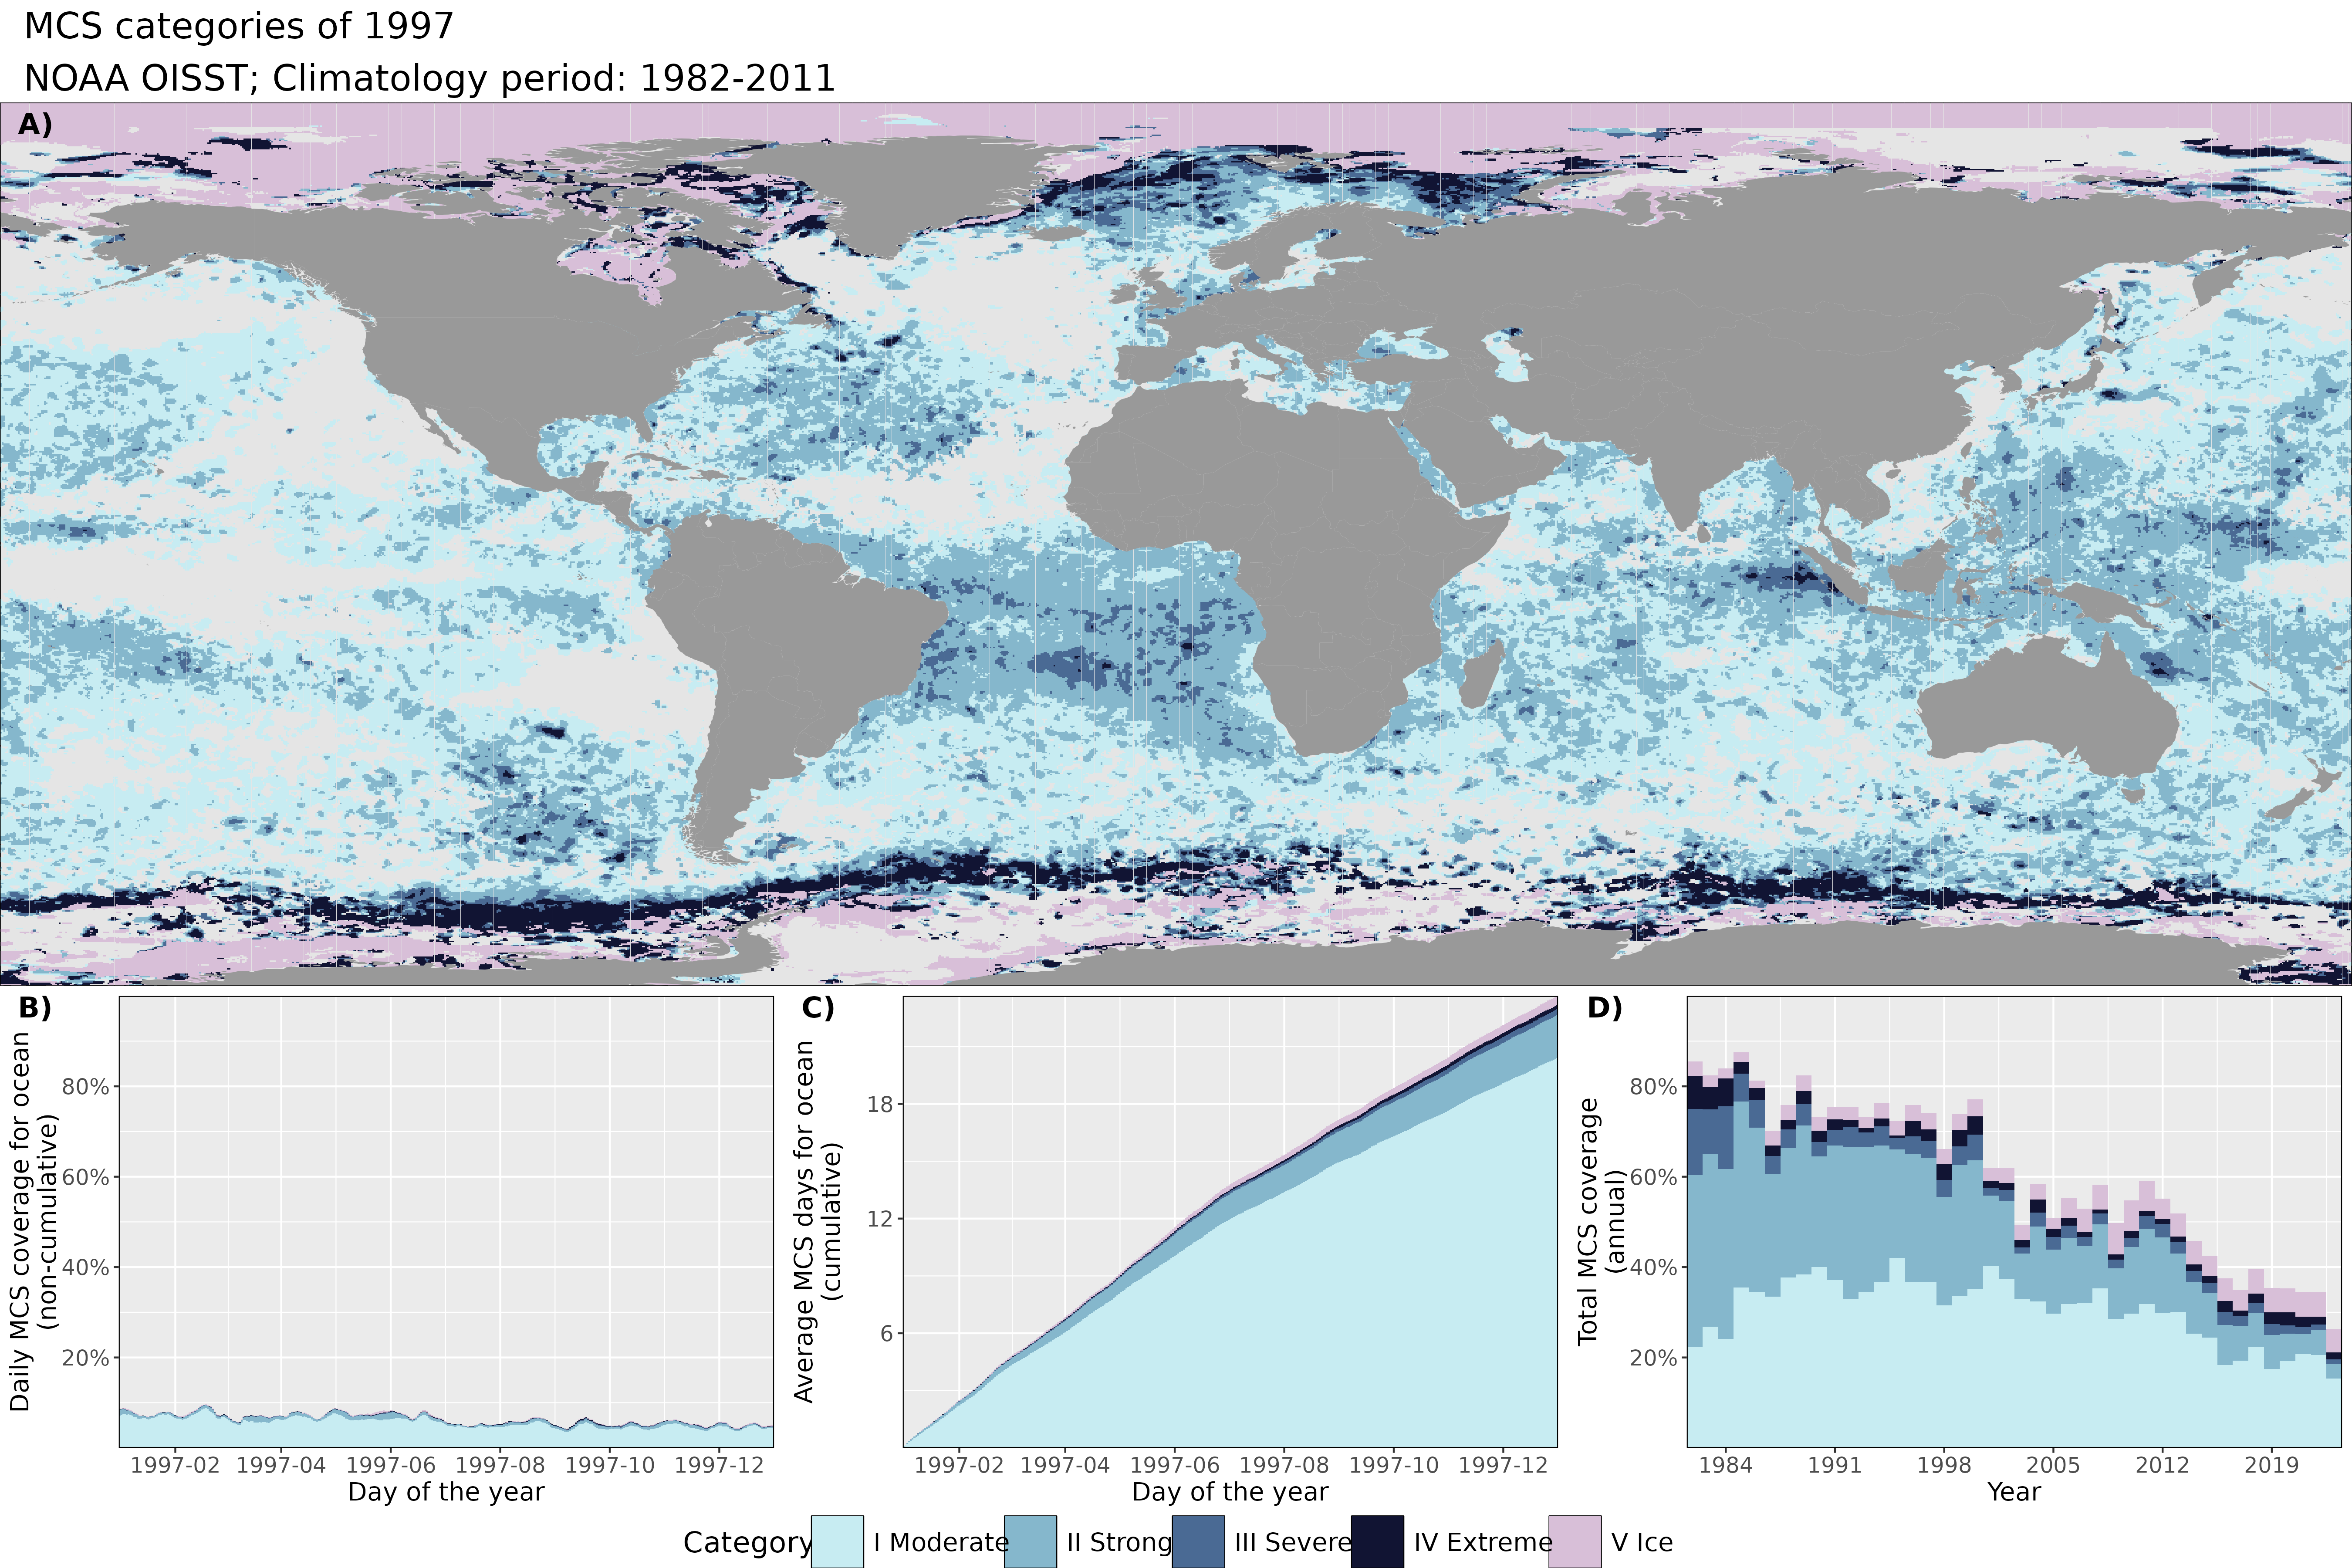 MCS categories of 1997
NOAA OISST; Climatology period: 1982-2011
A)
B)
Daily MCS coverage for ocean
(non-cumulative)
80%
60%
40%
20%
1997-02 1997-04 1997-06 1997-08 1997-10 1997-12
Day of the year
C)
Average MCS days for ocean
(cumulative)
18
12
6
1997-02 1997-04 1997-06 1997-08 1997-10 1997-12
Day of the year
D)
Total MCS coverage
(annual)
80%
60%
40%
20%
1984 1991 1998 2005 2012 2019
Year
Category I Moderate II Strong III Severe IV Extreme V Ice